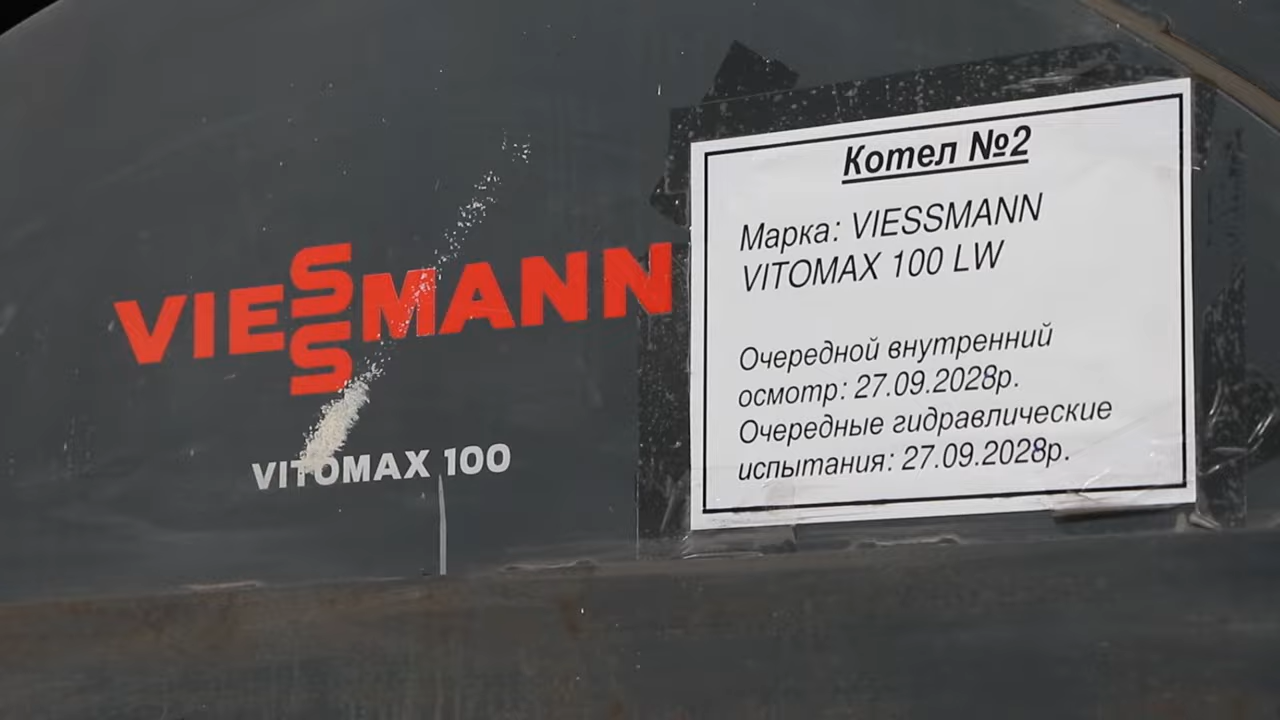 VIESSMANN
VITOMAX 100
Котел №2
Марка: VIESSMANN
VITOMAX 100 LW
Очередной внутренний
осмотр: 27.09.2028р.
Очередные гидравлические
испытания: 27.09.2028р.